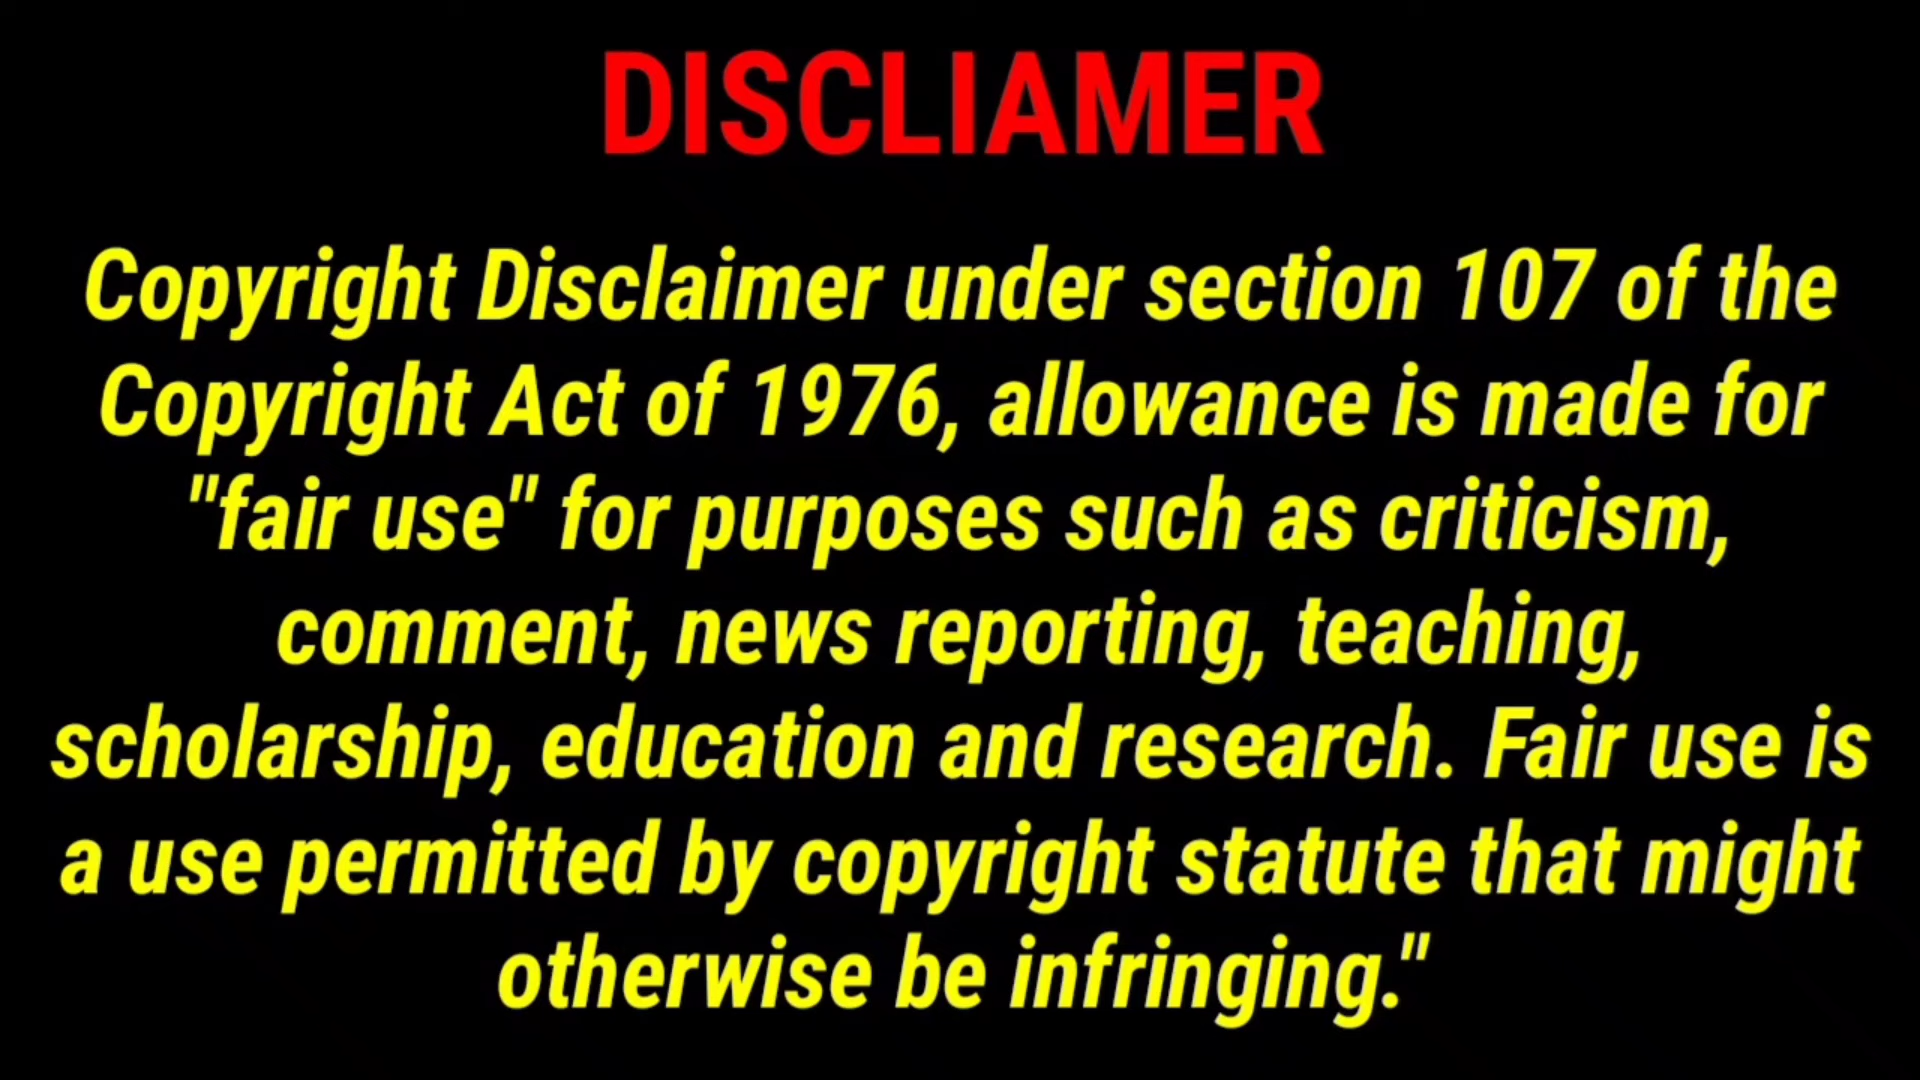 DISCLIAMER
Copyright Disclaimer under section 107 of the
Copyright Act of 1976, allowance is made for
"fair use" for purposes such as criticism,
comment, news reporting, teaching,
scholarship, education and research. Fair use is
a use permitted by copyright statute that might
otherwise be infringing."